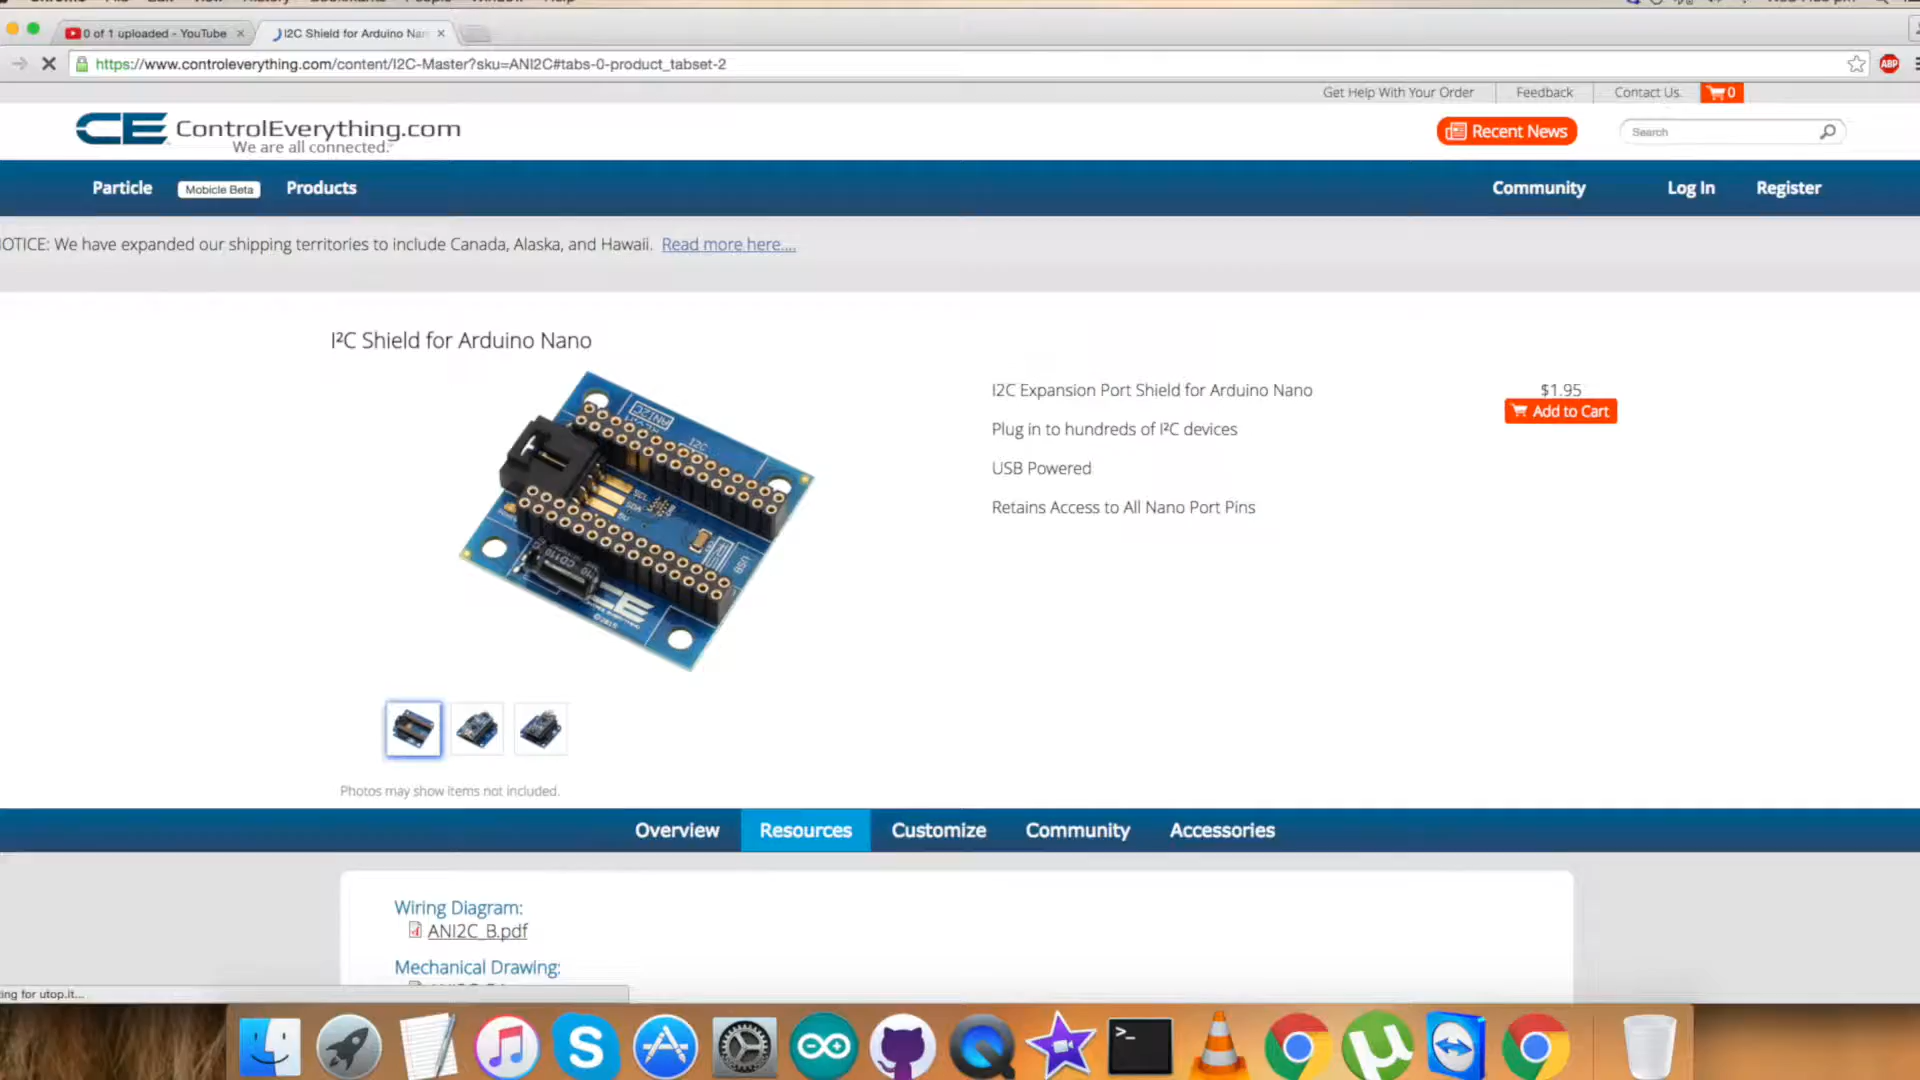 0 of 1 uploaded - YouTube
I2C Shield for Arduino Nan
https://www.controleverything.com/content/I2C-Master?sku=ANI2C#tabs-0-product_tabset-2
ABP
Get Help With Your Order
Feedback
Contact Us
0
CE ControlEverything.com
We are all connected.
Recent News
Search
Particle
Mobicle Beta
Products
Community
Log In
Register
OTICE: We have expanded our shipping territories to include Canada, Alaska, and Hawaii. Read more here....
I²C Shield for Arduino Nano
I2C Expansion Port Shield for Arduino Nano
$1.95
Add to Cart
Plug in to hundreds of I²C devices
USB Powered
Retains Access to All Nano Port Pins
ANI2C
I2C
USB
CE
Photos may show items not included.
Overview
Resources
Customize
Community
Accessories
Wiring Diagram:
ANI2C_B.pdf
Mechanical Drawing:
ing for utop.it...